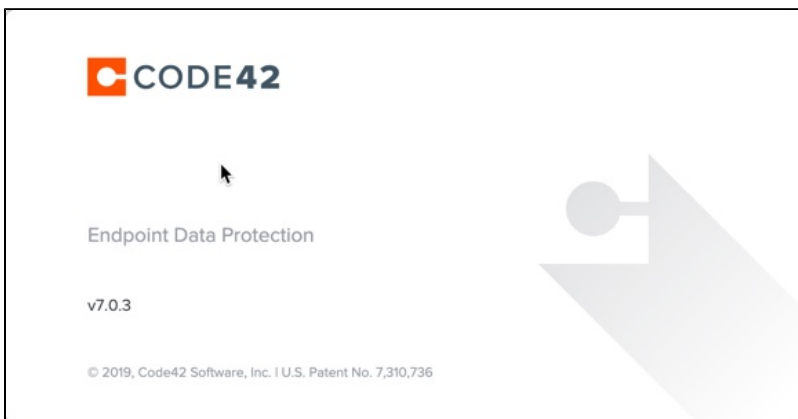 CODE42
Endpoint Data Protection
v7.0.3
© 2019, Code42 Software, Inc. | U.S. Patent No. 7,310,736